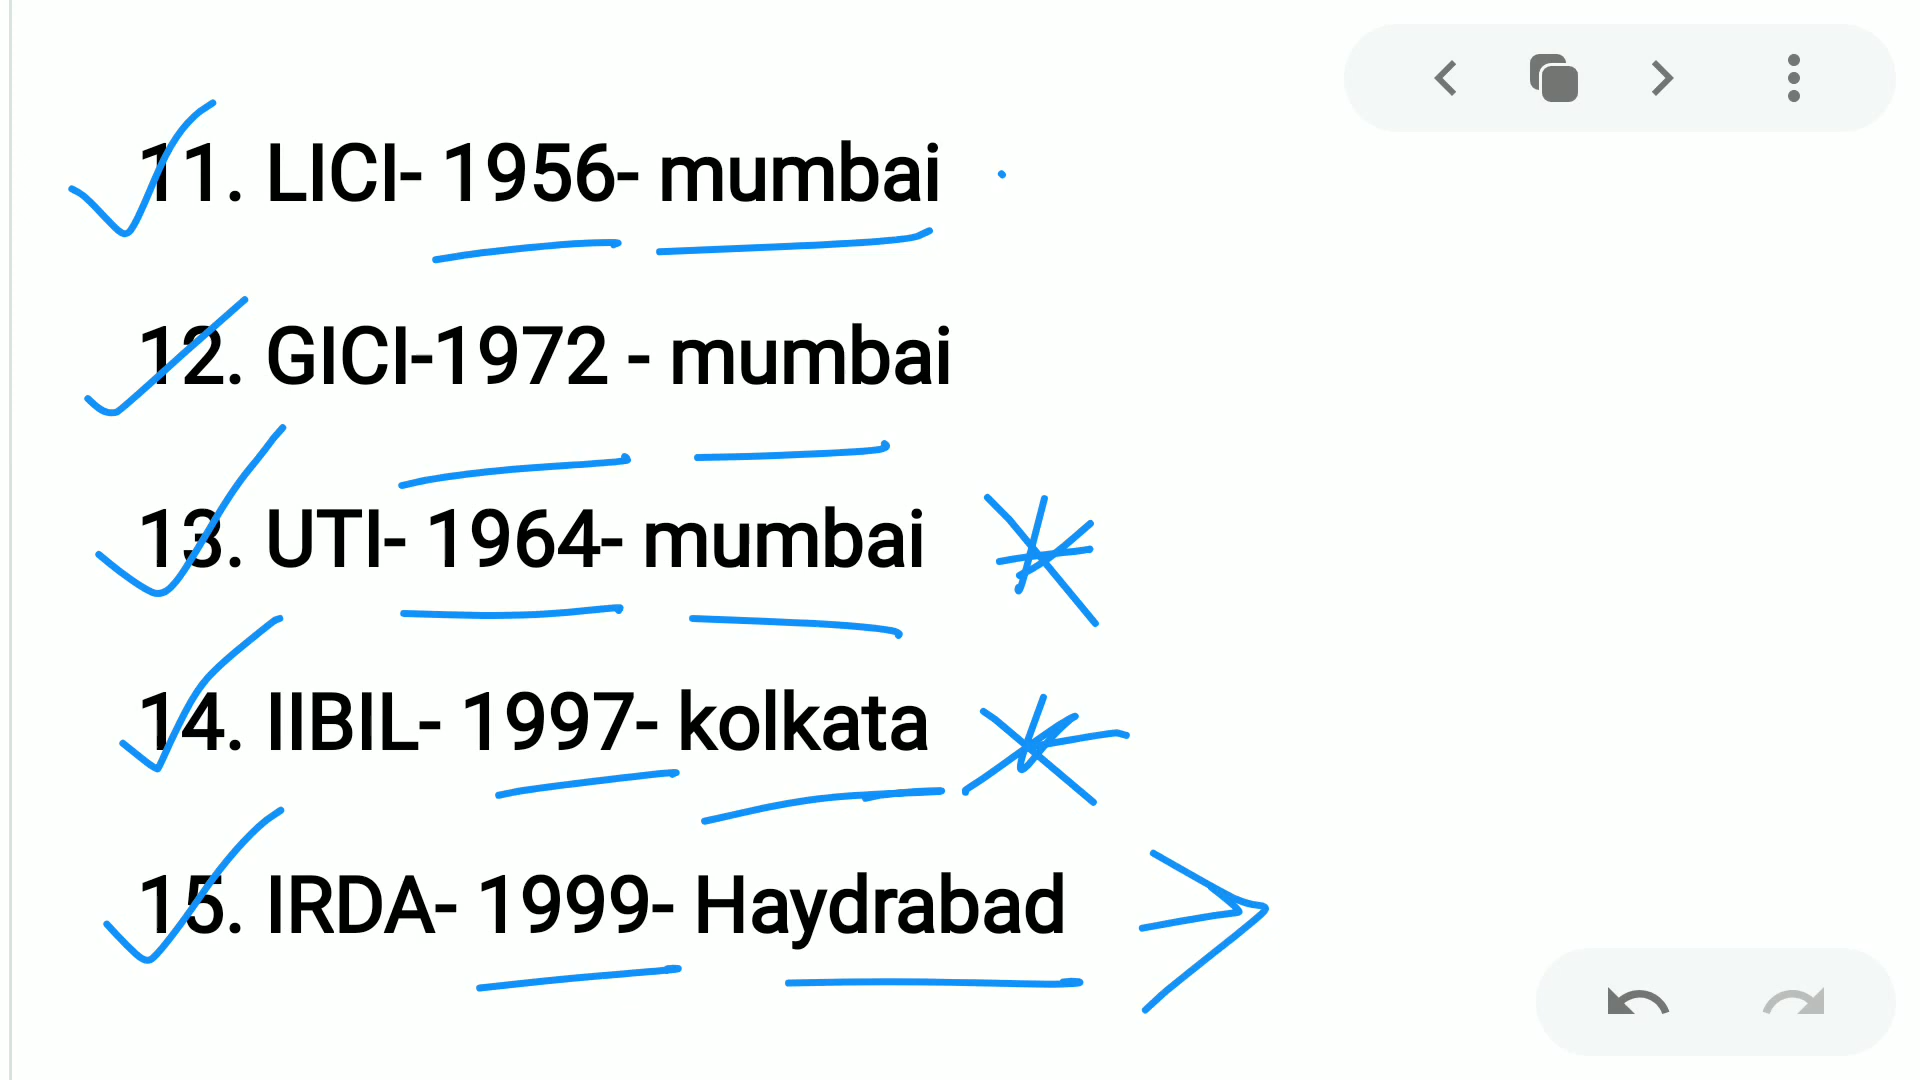 11. LICI- 1956- mumbai
12. GICI-1972 - mumbai
13. UTI- 1964- mumbai
14. IIBIL- 1997- kolkata
15. IRDA- 1999- Haydrabad